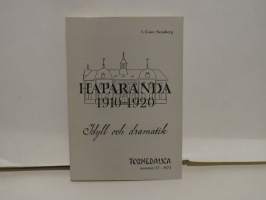 HAPARANDA
1910-1920
Idyll och dramatik
TORNEDALICA